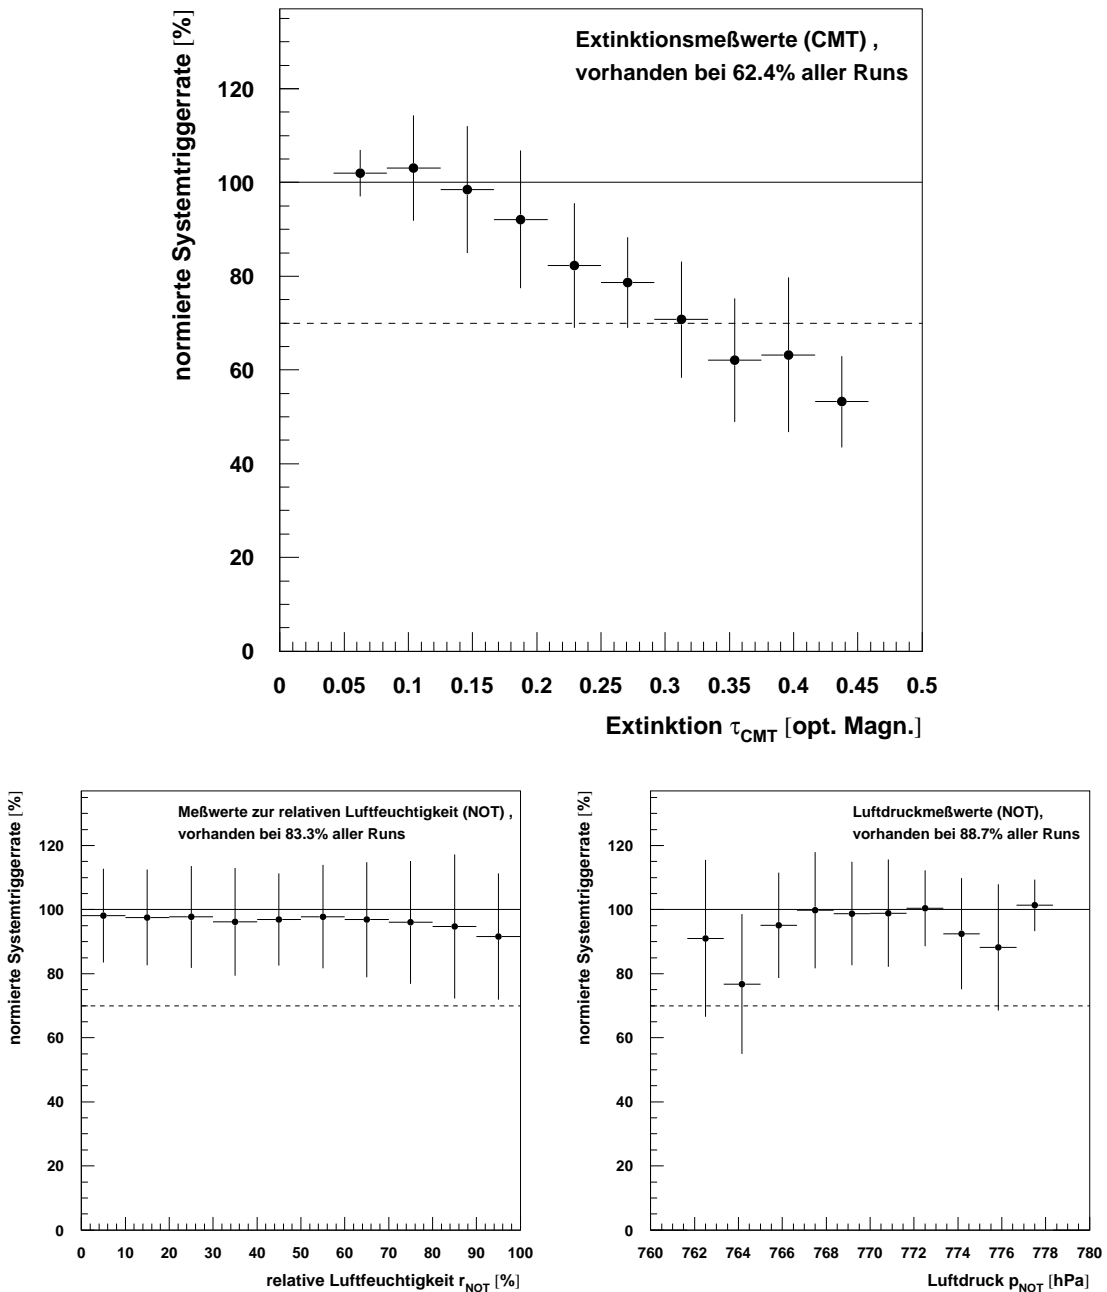 Extinktionsmeßwerte (CMT) ,
vorhanden bei 62.4% aller Runs
normierte Systemtriggerrate [%]
120
100
80
60
40
20
0
0 0.05 0.1 0.15 0.2 0.25 0.3 0.35 0.4 0.45 0.5
Extinktion τCMT [opt. Magn.]
Meßwerte zur relativen Luftfeuchtigkeit (NOT) ,
vorhanden bei 83.3% aller Runs
normierte Systemtriggerrate [%]
120
100
80
60
40
20
0
0 10 20 30 40 50 60 70 80 90 100
relative Luftfeuchtigkeit rNOT [%]
Luftdruckmeßwerte (NOT),
vorhanden bei 88.7% aller Runs
normierte Systemtriggerrate [%]
120
100
80
60
40
20
0
760 762 764 766 768 770 772 774 776 778 780
Luftdruck pNOT [hPa]